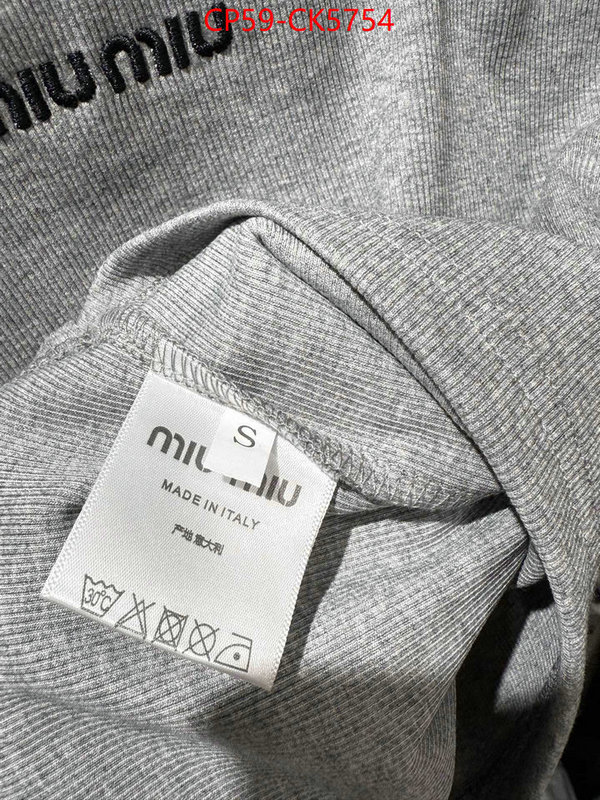 CP59-CK5754
miu miu
S
miu miu
MADE IN ITALY
产地 意大利
30°C